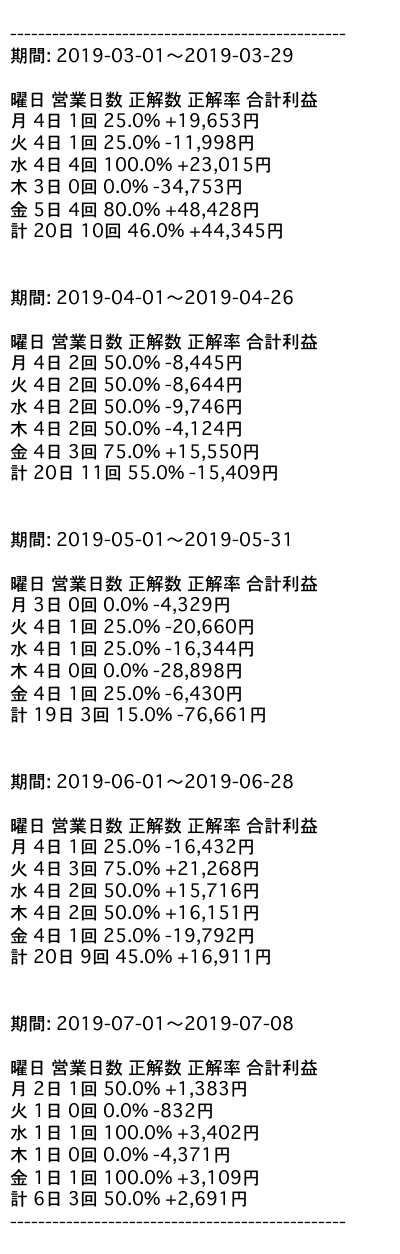 ------------------------------------------------
期間: 2019-03-01〜2019-03-29
曜日 営業日数 正解数 正解率 合計利益
月 4日 1回 25.0% +19,653円
火 4日 1回 25.0% -11,998円
水 4日 4回 100.0% +23,015円
木 3日 0回 0.0% -34,753円
金 5日 4回 80.0% +48,428円
計 20日 10回 46.0% +44,345円
期間: 2019-04-01〜2019-04-26
曜日 営業日数 正解数 正解率 合計利益
月 4日 2回 50.0% -8,445円
火 4日 2回 50.0% -8,644円
水 4日 2回 50.0% -9,746円
木 4日 2回 50.0% -4,124円
金 4日 3回 75.0% +15,550円
計 20日 11回 55.0% -15,409円
期間: 2019-05-01〜2019-05-31
曜日 営業日数 正解数 正解率 合計利益
月 3日 0回 0.0% -4,329円
火 4日 1回 25.0% -20,660円
水 4日 1回 25.0% -16,344円
木 4日 0回 0.0% -28,898円
金 4日 1回 25.0% -6,430円
計 19日 3回 15.0% -76,661円
期間: 2019-06-01〜2019-06-28
曜日 営業日数 正解数 正解率 合計利益
月 4日 1回 25.0% -16,432円
火 4日 3回 75.0% +21,268円
水 4日 2回 50.0% +15,716円
木 4日 2回 50.0% +16,151円
金 4日 1回 25.0% -19,792円
計 20日 9回 45.0% +16,911円
期間: 2019-07-01〜2019-07-08
曜日 営業日数 正解数 正解率 合計利益
月 2日 1回 50.0% +1,383円
火 1日 0回 0.0% -832円
水 1日 1回 100.0% +3,402円
木 1日 0回 0.0% -4,371円
金 1日 1回 100.0% +3,109円
計 6日 3回 50.0% +2,691円
------------------------------------------------